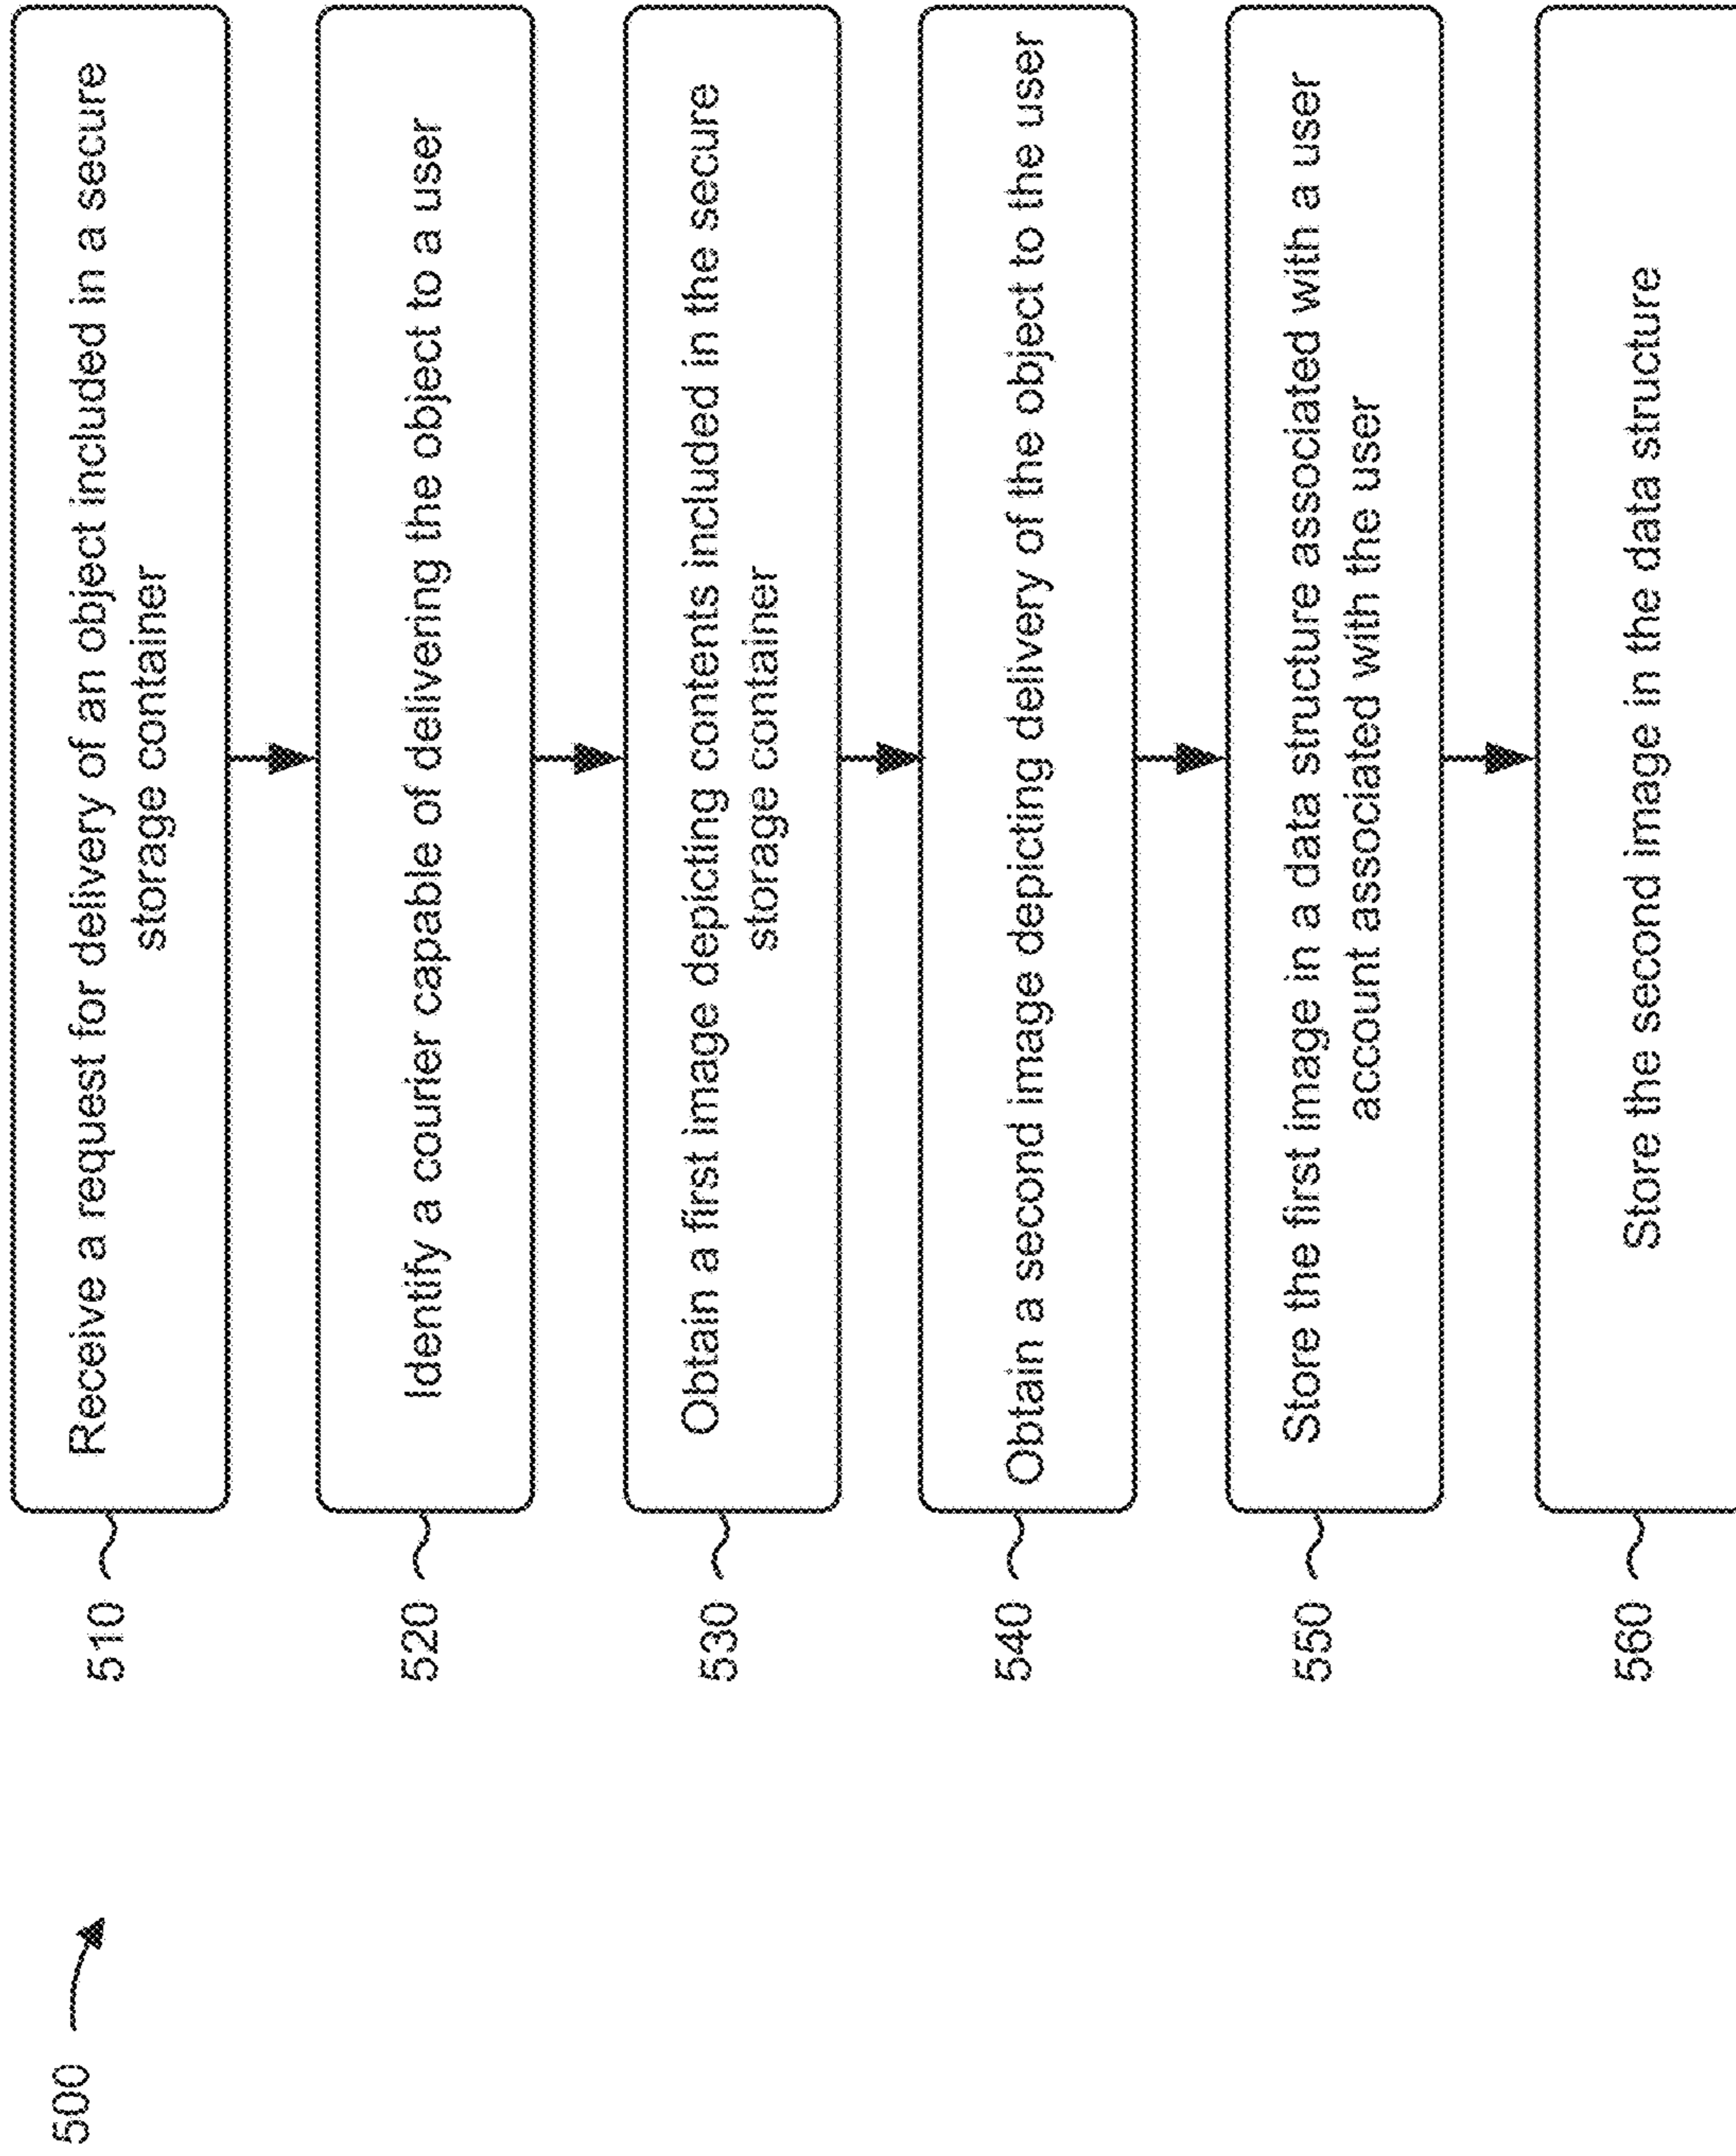 500
510
Receive a request for delivery of an object included in a secure
storage container
520
Identify a courier capable of delivering the object to a user
530
Obtain a first image depicting contents included in the secure
storage container
540
Obtain a second image depicting delivery of the object to the user
550
Store the first image in a data structure associated with a user
account associated with the user
560
Store the second image in the data structure